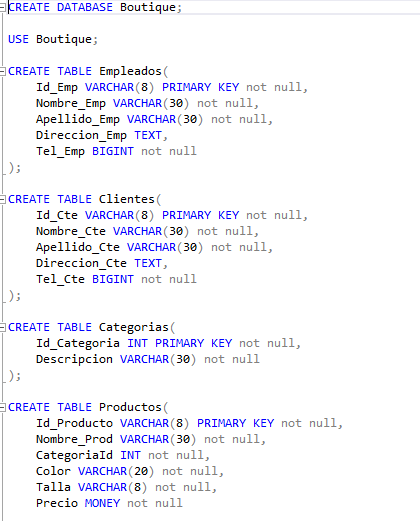 CREATE DATABASE Boutique;
USE Boutique;
CREATE TABLE Empleados(
Id_Emp VARCHAR(8) PRIMARY KEY not null,
Nombre_Emp VARCHAR(30) not null,
Apellido_Emp VARCHAR(30) not null,
Direccion_Emp TEXT,
Tel_Emp BIGINT not null
);
CREATE TABLE Clientes(
Id_Cte VARCHAR(8) PRIMARY KEY not null,
Nombre_Cte VARCHAR(30) not null,
Apellido_Cte VARCHAR(30) not null,
Direccion_Cte TEXT,
Tel_Cte BIGINT not null
);
CREATE TABLE Categorias(
Id_Categoria INT PRIMARY KEY not null,
Descripcion VARCHAR(30) not null
);
CREATE TABLE Productos(
Id_Producto VARCHAR(8) PRIMARY KEY not null,
Nombre_Prod VARCHAR(30) not null,
CategoriaId INT not null,
Color VARCHAR(20) not null,
Talla VARCHAR(8) not null,
Precio MONEY not null